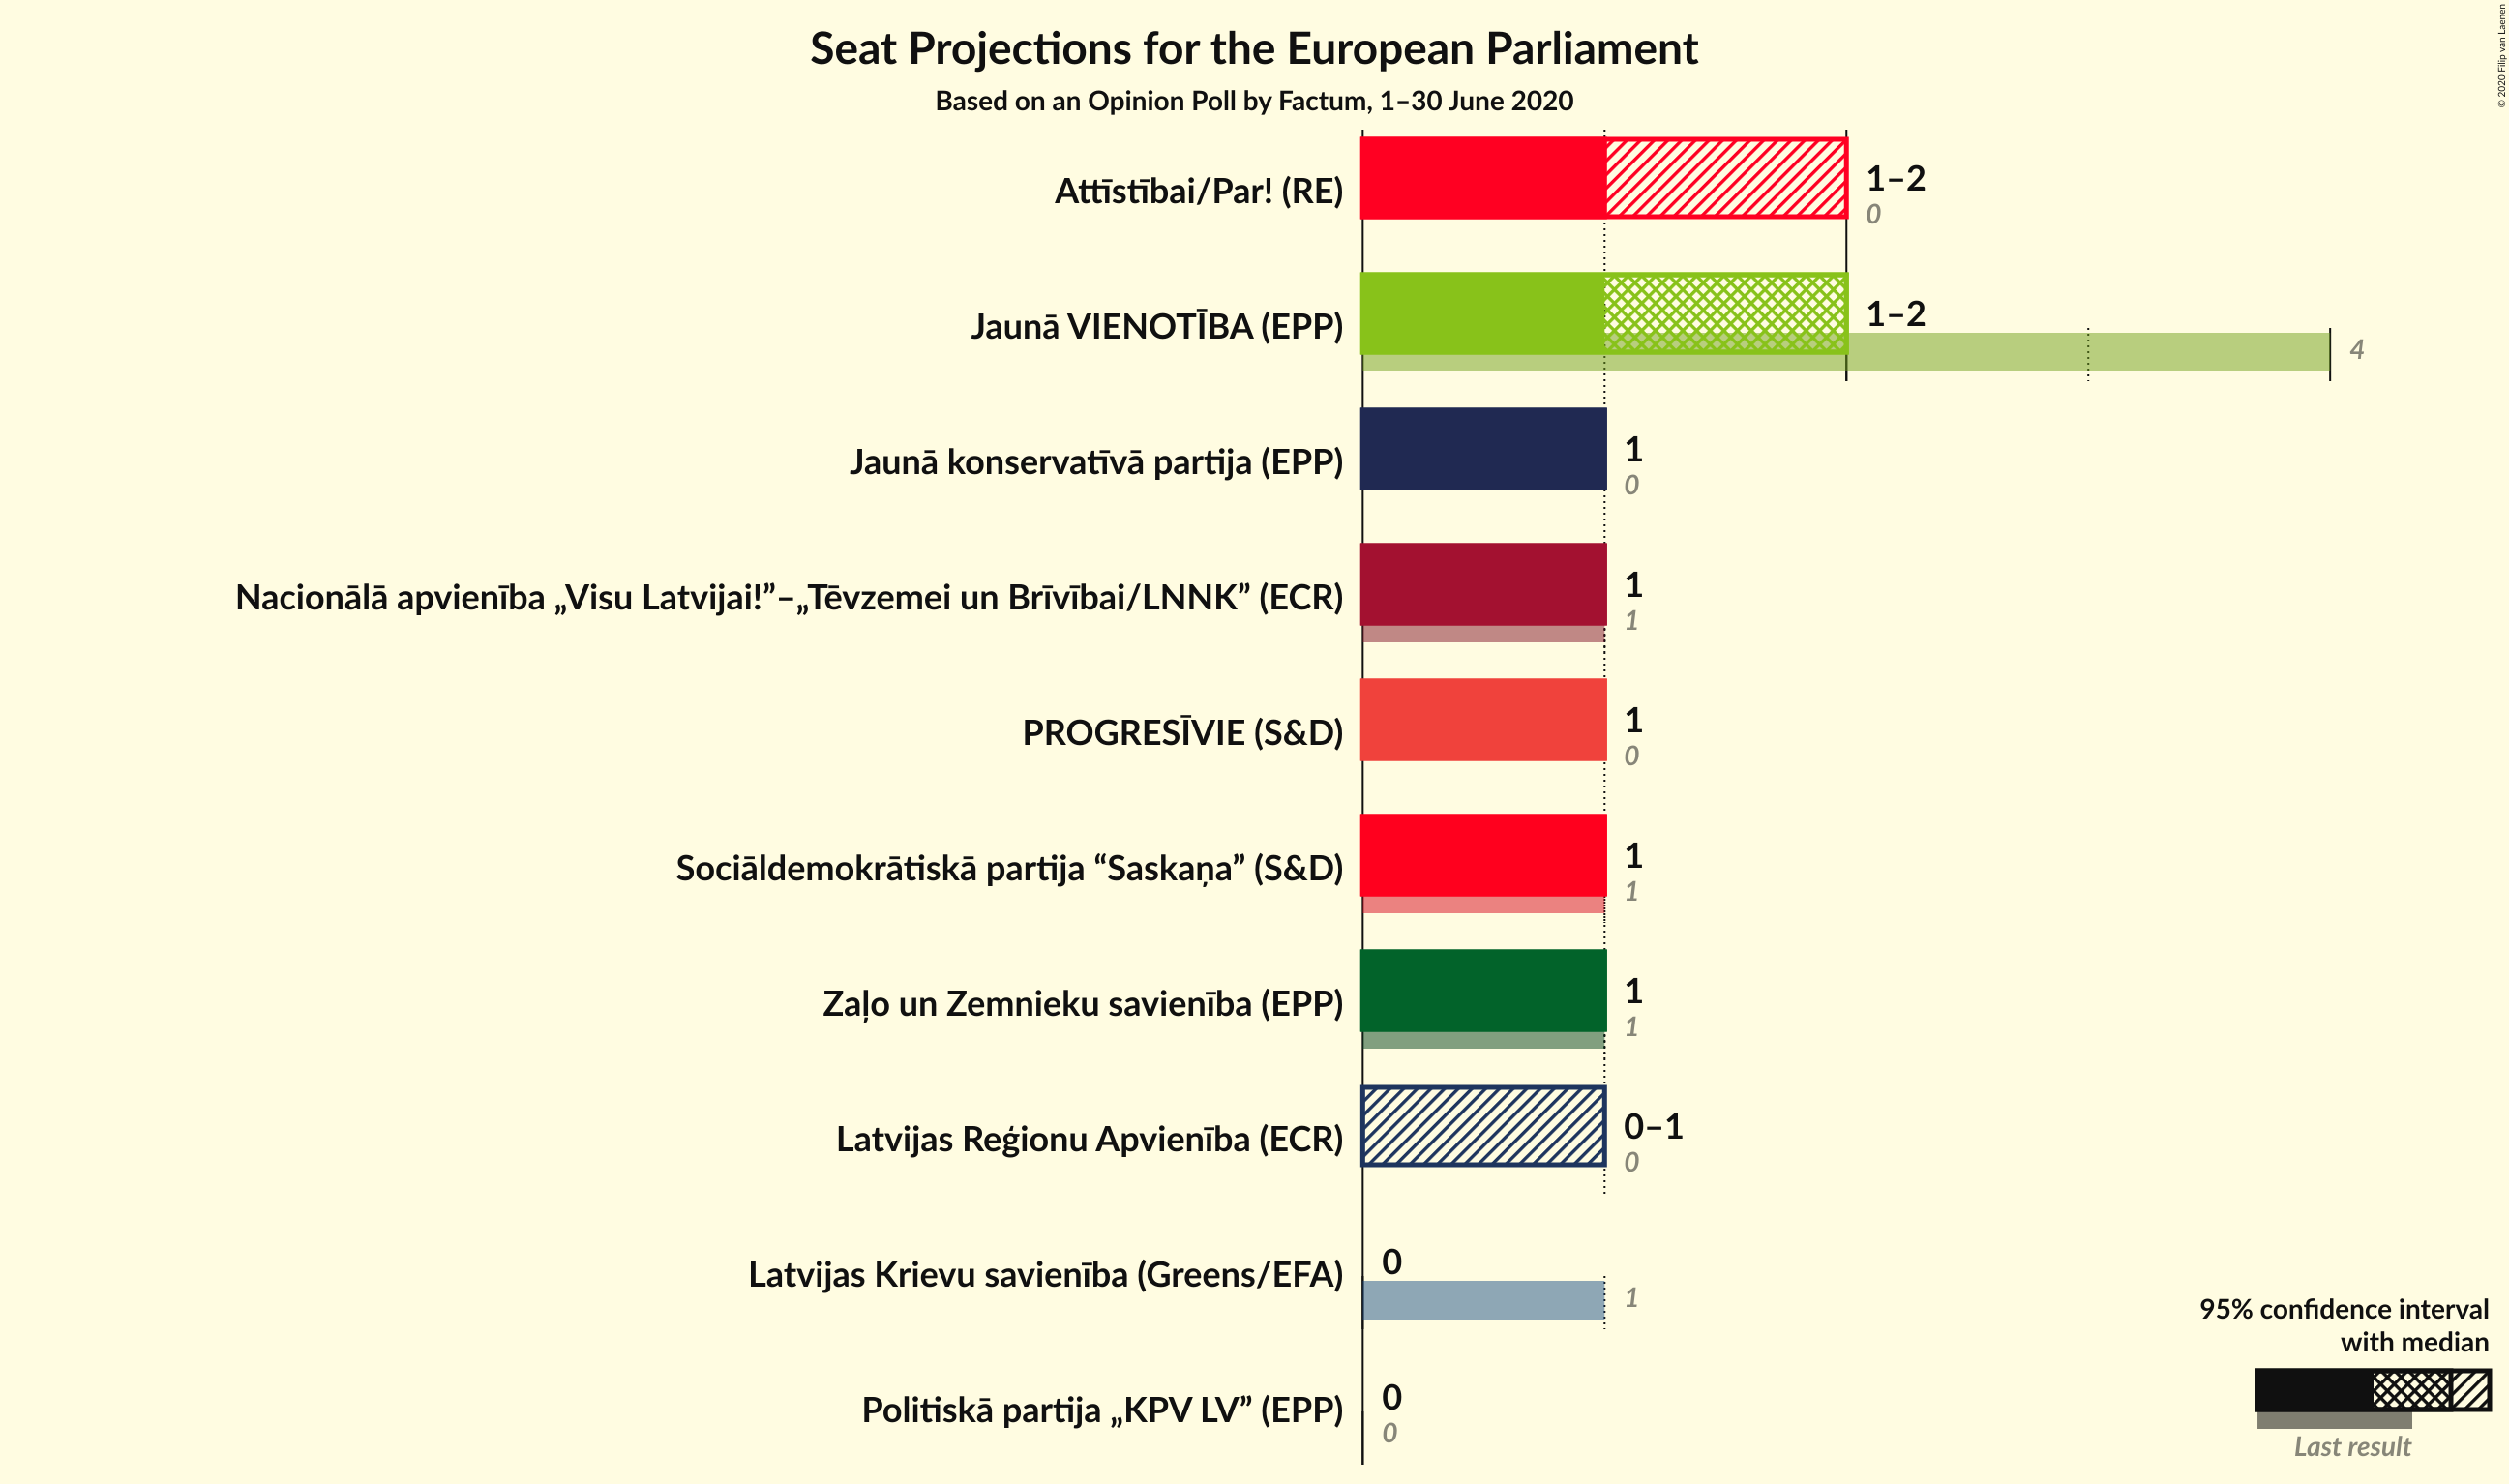 Seat Projections for the European Parliament
Based on an Opinion Poll by Factum, 1–30 June 2020
© 2020 Filip van Laenen
Attīstībai/Par! (RE)
1–2
0
Jaunā VIENOTĪBA (EPP)
1–2
4
Jaunā konservatīvā partija (EPP)
1
0
Nacionālā apvienība „Visu Latvijai!”–„Tēvzemei un Brīvībai/LNNK” (ECR)
1
1
PROGRESĪVIE (S&D)
1
0
Sociāldemokrātiskā partija “Saskaņa” (S&D)
1
1
Zaļo un Zemnieku savienība (EPP)
1
1
Latvijas Reģionu Apvienība (ECR)
0–1
0
Latvijas Krievu savienība (Greens/EFA)
0
1
Politiskā partija „KPV LV” (EPP)
0
0
95% confidence interval
with median
Last result